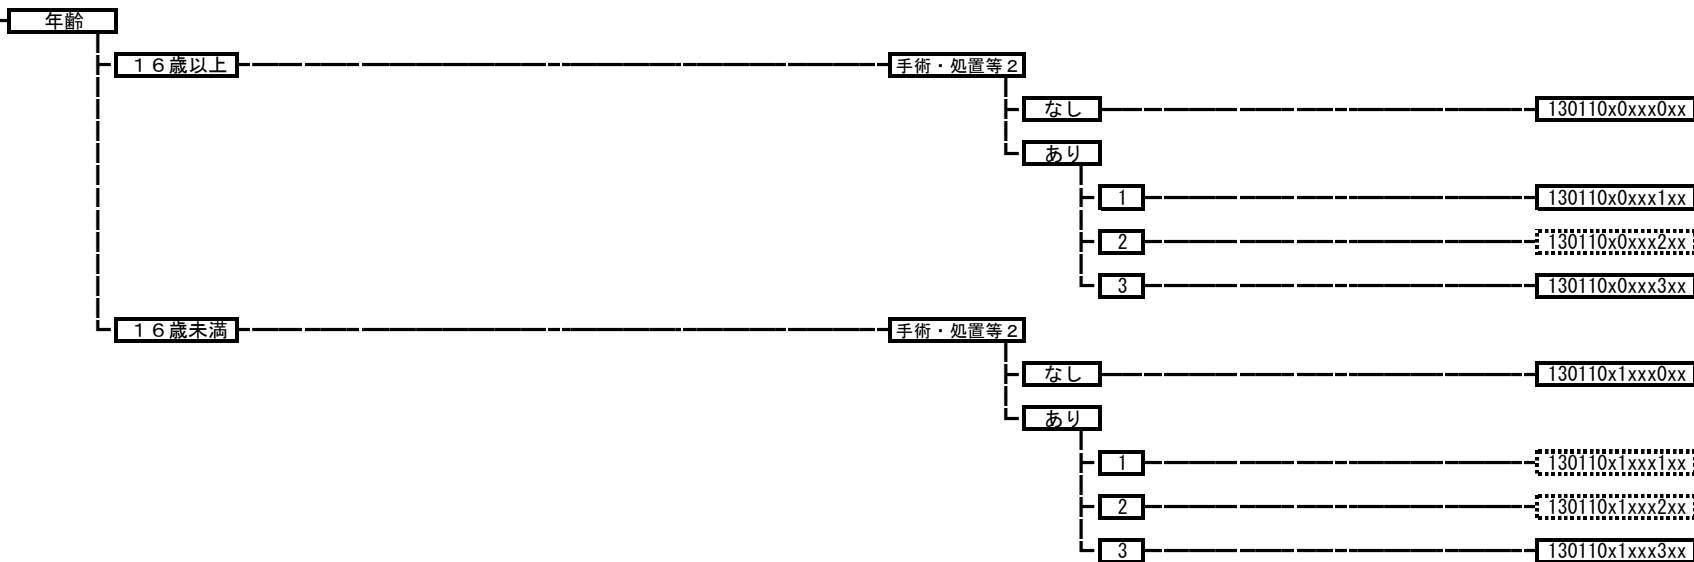 年齢
１６歳以上 手術・処置等２
なし 130110x0xxx0xx
あり
1 130110x0xxx1xx
2 130110x0xxx2xx
3 130110x0xxx3xx
１６歳未満 手術・処置等２
なし 130110x1xxx0xx
あり
1 130110x1xxx1xx
2 130110x1xxx2xx
3 130110x1xxx3xx